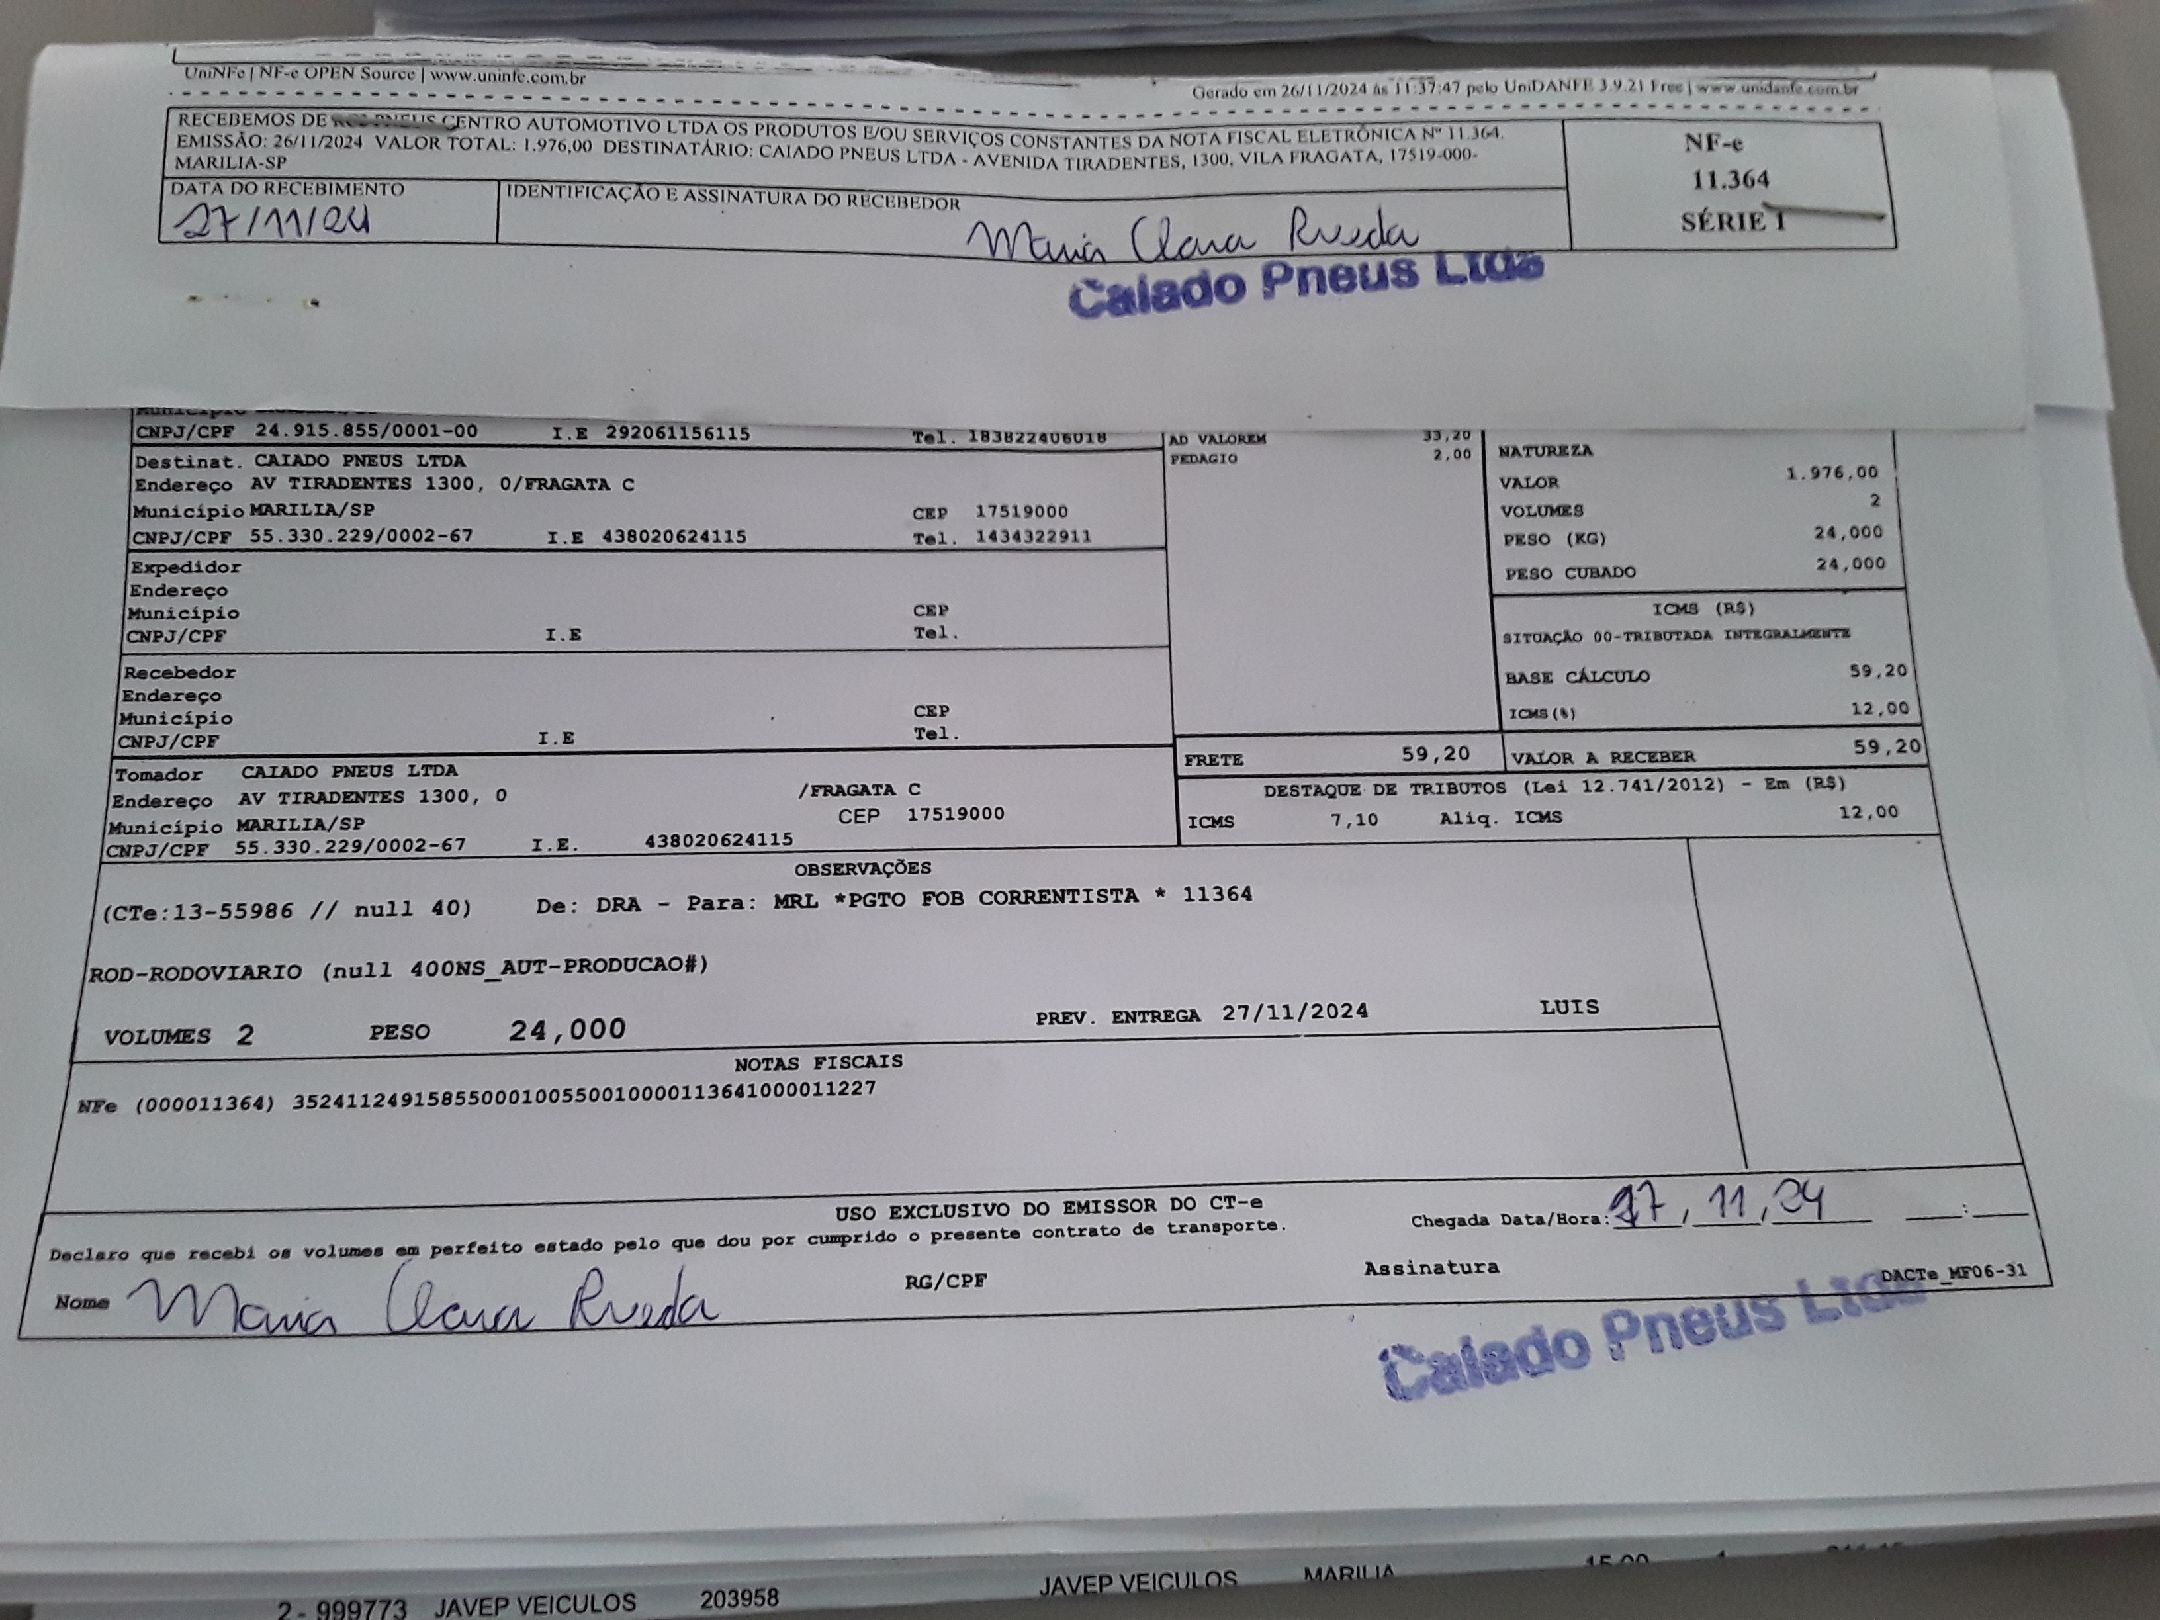 UniNFe | NF-e OPEN Source | www.uninfe.com.br
Gerado em 26/11/2024 às 11:37:47 pelo UniDANFE 3.9.21 Free | www.unidanfe.com.br
RECEBEMOS DE PNEUS CENTRO AUTOMOTIVO LTDA OS PRODUTOS E/OU SERVIÇOS CONSTANTES DA NOTA FISCAL ELETRÔNICA Nº 11.364.
EMISSÃO: 26/11/2024 VALOR TOTAL: 1.976,00 DESTINATÁRIO: CAIADO PNEUS LTDA - AVENIDA TIRADENTES, 1300, VILA FRAGATA, 17519-000-
MARILIA-SP
NF-e
11.364
SÉRIE 1
DATA DO RECEBIMENTO
27/11/24
IDENTIFICAÇÃO E ASSINATURA DO RECEBEDOR
Maria Clara Rueda
Caiado Pneus Ltda
Município
CNPJ/CPF 24.915.855/0001-00 I.E 292061156115 Tel. 183822406018
Destinat. CAIADO PNEUS LTDA
Endereço AV TIRADENTES 1300, 0/FRAGATA C
Município MARILIA/SP CEP 17519000
CNPJ/CPF 55.330.229/0002-67 I.E 438020624115 Tel. 1434322911
Expedidor
Endereço
Município CEP
CNPJ/CPF I.E Tel.
Recebedor
Endereço
Município CEP
CNPJ/CPF I.E Tel.
Tomador CAIADO PNEUS LTDA
Endereço AV TIRADENTES 1300, 0 /FRAGATA C
Município MARILIA/SP CEP 17519000
CNPJ/CPF 55.330.229/0002-67 I.E. 438020624115
AD VALOREM 33,20
PEDAGIO 2,00
NATUREZA
VALOR 1.976,00
VOLUMES 2
PESO (KG) 24,000
PESO CUBADO 24,000
ICMS (R$)
SITUAÇÃO 00-TRIBUTADA INTEGRALMENTE
BASE CÁLCULO 59,20
ICMS(%) 12,00
FRETE 59,20 VALOR A RECEBER 59,20
DESTAQUE DE TRIBUTOS (Lei 12.741/2012) - Em (R$)
ICMS 7,10 Aliq. ICMS 12,00
OBSERVAÇÕES
(CTe:13-55986 // null 40) De: DRA - Para: MRL *PGTO FOB CORRENTISTA * 11364
ROD-RODOVIARIO (null 400NS_AUT-PRODUCAO#)
VOLUMES 2 PESO 24,000 PREV. ENTREGA 27/11/2024 LUIS
NOTAS FISCAIS
NFe (000011364) 35241124915855000100550010000113641000011227
USO EXCLUSIVO DO EMISSOR DO CT-e
Declaro que recebi os volumes em perfeito estado pelo que dou por cumprido o presente contrato de transporte.
Chegada Data/Hora: 27/11/24 :
Nome Maria Clara Rueda RG/CPF Assinatura
DACTe_MF06-31
Caiado Pneus Ltda
2- 999773 JAVEP VEICULOS 203958 JAVEP VEICULOS MARILIA 15,00